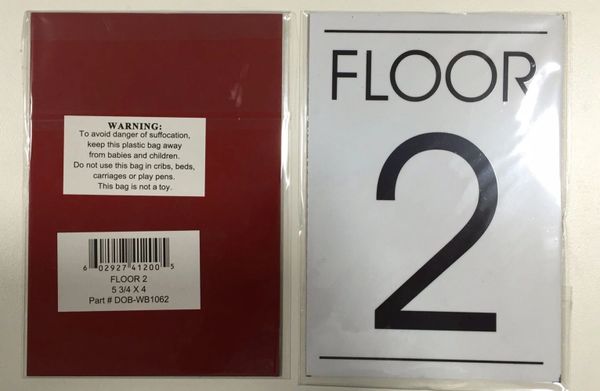 WARNING:
To avoid danger of suffocation,
keep this plastic bag away
from babies and children.
Do not use this bag in cribs, beds,
carriages or play pens.
This bag is not a toy.
6 02927 41200 5
FLOOR 2
5 3/4 X 4
Part # DOB-WB1062
FLOOR
2